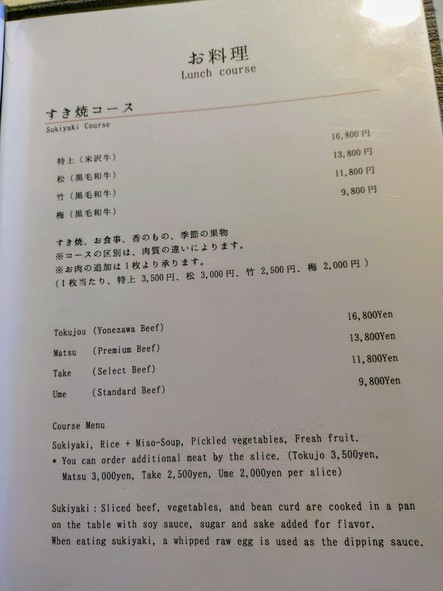 お料理
Lunch course
すき焼コース
Sukiyaki Course
特上（米沢牛） 16,800円
松（黒毛和牛） 13,800円
竹（黒毛和牛） 11,800円
梅（黒毛和牛） 9,800円
すき焼、お食事、香のもの、季節の果物
※コースの区別は、肉質の違いによります。
※お肉の追加は1枚より承ります。
(1枚当たり、特上 3,500円、松 3,000円、竹 2,500円、梅 2,000円 )
Tokujou (Yonezawa Beef) 16,800Yen
Matsu (Premium Beef) 13,800Yen
Take (Select Beef) 11,800Yen
Ume (Standard Beef) 9,800Yen
Course Menu
Sukiyaki, Rice + Miso-Soup, Pickled vegetables, Fresh fruit.
* You can order additional meat by the slice. (Tokujo 3,500yen,
Matsu 3,000yen, Take 2,500yen, Ume 2,000yen per slice)
Sukiyaki : Sliced beef, vegetables, and bean curd are cooked in a pan
on the table with soy sauce, sugar and sake added for flavor.
When eating sukiyaki, a whipped raw egg is used as the dipping sauce.